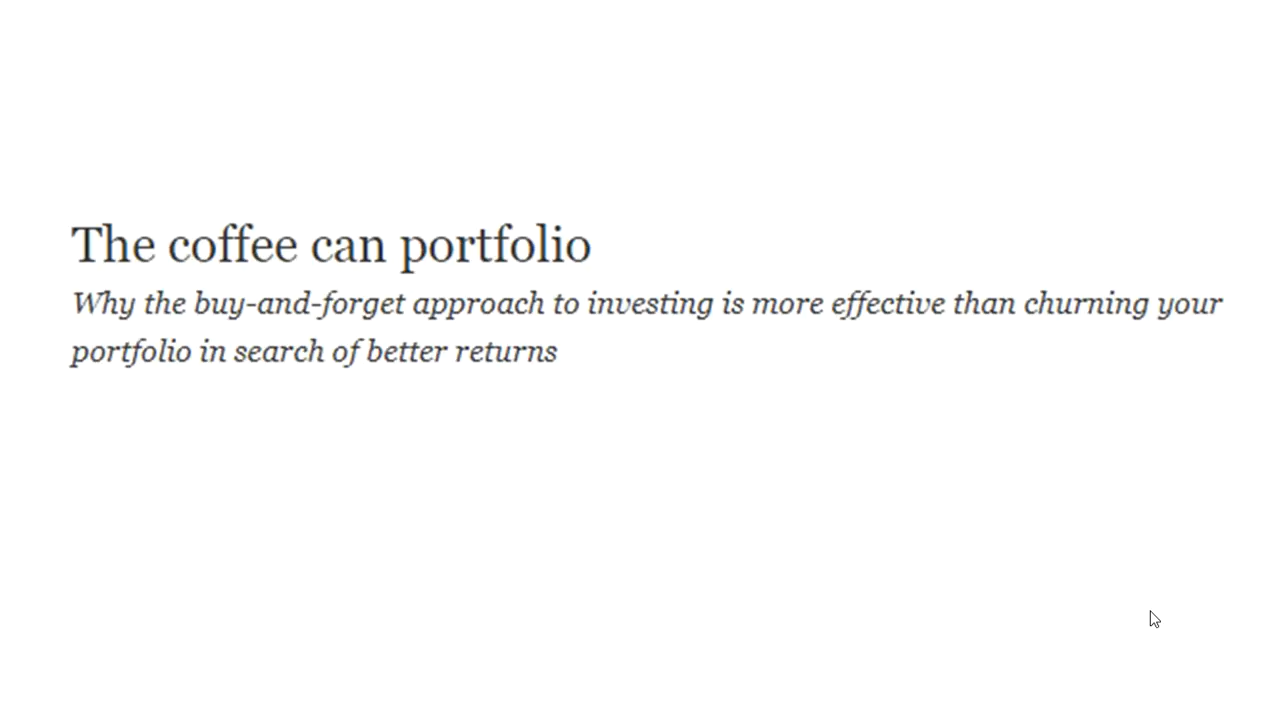 The coffee can portfolio
Why the buy-and-forget approach to investing is more effective than churning your
portfolio in search of better returns